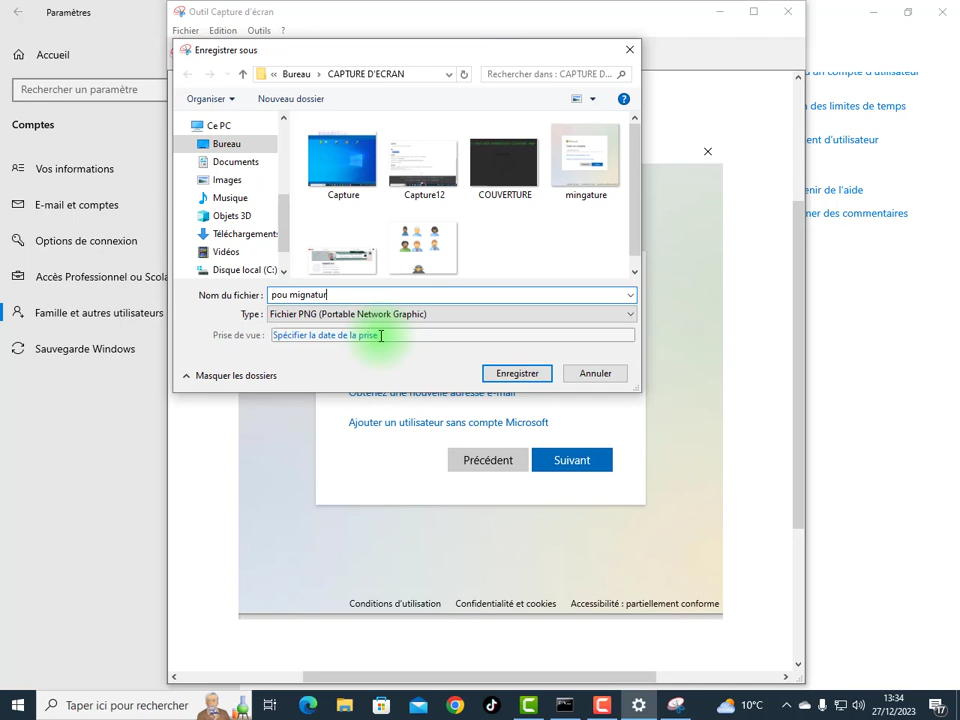 Paramètres
Outil Capture d'écran
Fichier Edition Outils ?
Enregistrer sous
Accueil
Rechercher un paramètre
Comptes
Vos informations
E-mail et comptes
Options de connexion
Accès Professionnel ou Scola
Famille et autres utilisateurs
Sauvegarde Windows
« Bureau > CAPTURE D'ECRAN
Rechercher dans : CAPTURE D...
Organiser
Nouveau dossier
Ce PC
Bureau
Documents
Images
Musique
Objets 3D
Téléchargements
Vidéos
Disque local (C:)
Capture
Capture12
COUVERTURE
mingature
Nom du fichier : pou mignatur
Type : Fichier PNG (Portable Network Graphic)
Prise de vue : Spécifier la date de la prise
Masquer les dossiers
Enregistrer
Annuler
un compte d'utilisateur
n des limites de temps
ent d'utilisateur
enir de l'aide
ner des commentaires
Obtenez une nouvelle adresse e-mail
Ajouter un utilisateur sans compte Microsoft
Précédent
Suivant
Conditions d'utilisation Confidentialité et cookies Accessibilité : partiellement conforme
Taper ici pour rechercher
10°C
13:34
27/12/2023
17